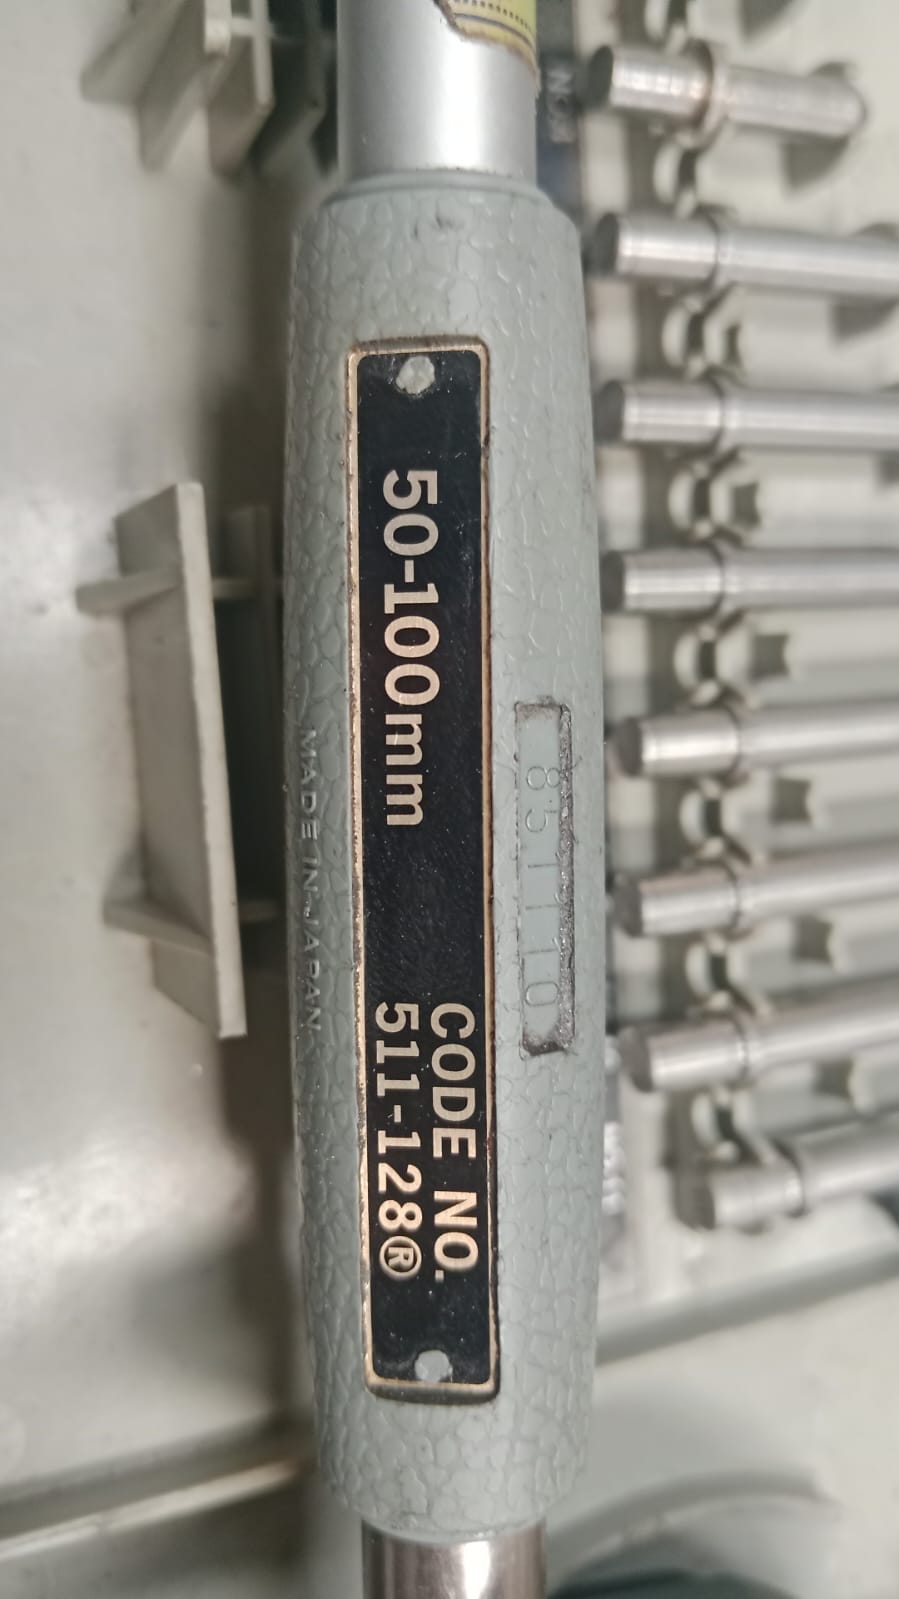 50-100mm
CODE NO.
511-128®
851110
MADE IN JAPAN